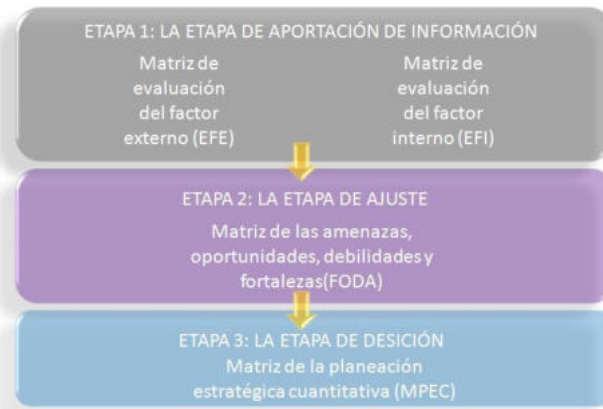 ETAPA 1: LA ETAPA DE APORTACIÓN DE INFORMACIÓN
Matriz de
evaluación
del factor
externo (EFE)
Matriz de
evaluación
del factor
interno (EFI)
ETAPA 2: LA ETAPA DE AJUSTE
Matriz de las amenazas,
oportunidades, debilidades y
fortalezas(FODA)
ETAPA 3: LA ETAPA DE DESICIÓN
Matriz de la planeación
estratégica cuantitativa (MPEC)